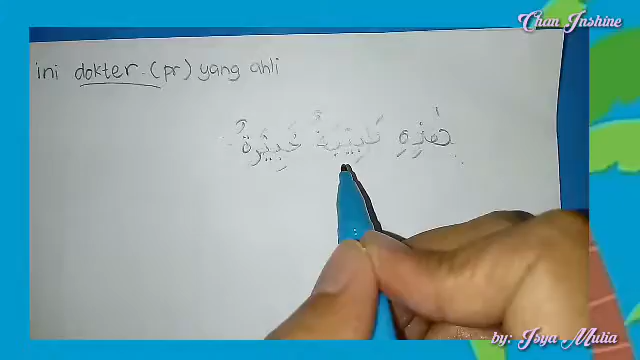 Chan Inshine
ini dokter (pr) yang ahli
هٰذِهِ طَبِيْبَةٌ خَبِيْرَةٌ
by: Isya Mulia